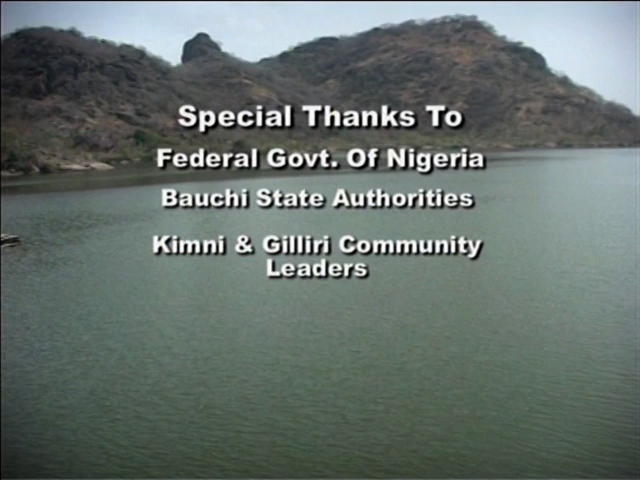 Special Thanks To
Federal Govt. Of Nigeria
Bauchi State Authorities
Kimni & Gilliri Community
Leaders